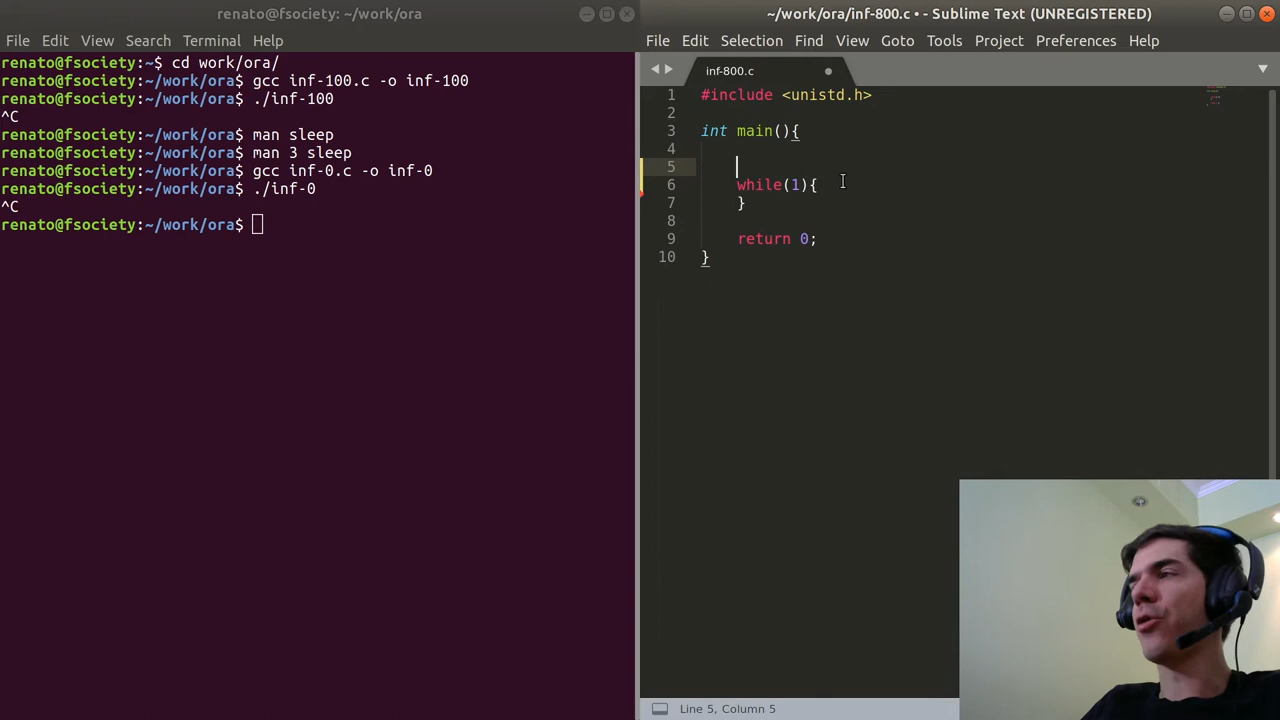 renato@fsociety: ~/work/ora
File Edit View Search Terminal Help
renato@fsociety:~$ cd work/ora/
renato@fsociety:~/work/ora$ gcc inf-100.c -o inf-100
renato@fsociety:~/work/ora$ ./inf-100
^C
renato@fsociety:~/work/ora$ man sleep
renato@fsociety:~/work/ora$ man 3 sleep
renato@fsociety:~/work/ora$ gcc inf-0.c -o inf-0
renato@fsociety:~/work/ora$ ./inf-0
^C
renato@fsociety:~/work/ora$
~/work/ora/inf-800.c • - Sublime Text (UNREGISTERED)
File Edit Selection Find View Goto Tools Project Preferences Help
inf-800.c
1 #include <unistd.h>
2
3 int main(){
4
5
6 while(1){
7 }
8
9 return 0;
10 }
Line 5, Column 5